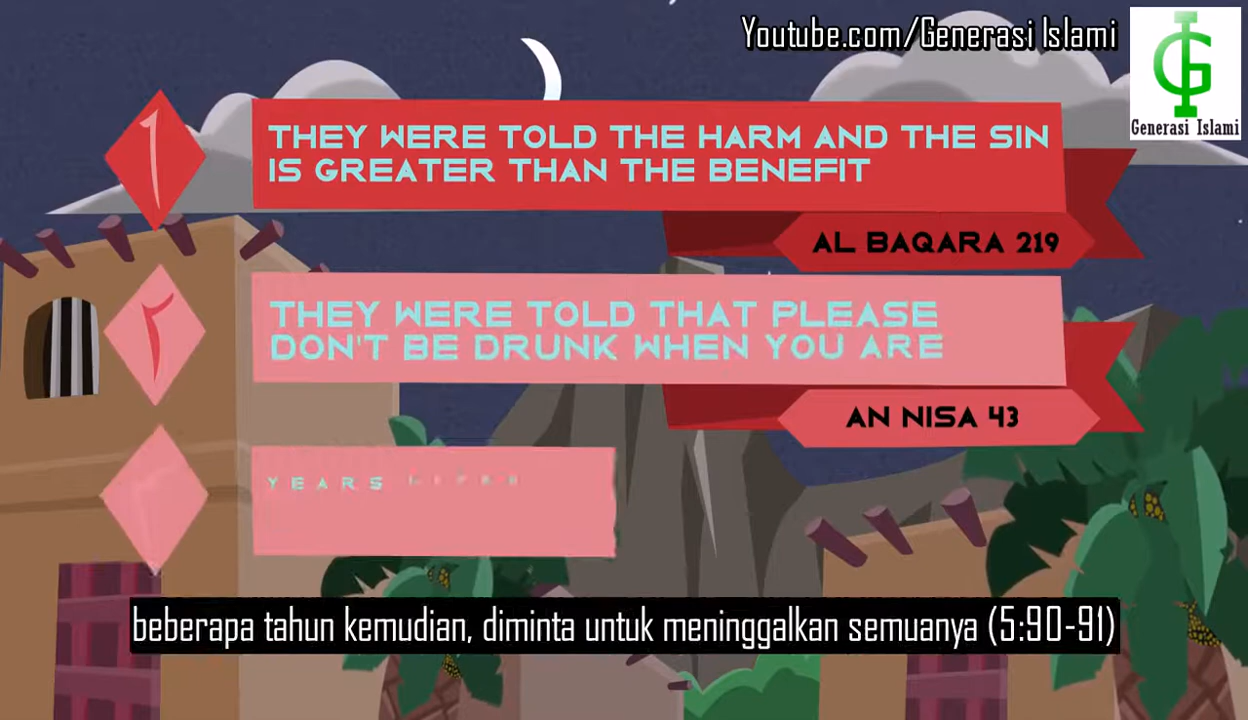 Youtube.com/Generasi Islami
Generasi Islami
١
THEY WERE TOLD THE HARM AND THE SIN
IS GREATER THAN THE BENEFIT
AL BAQARA 219
٢
THEY WERE TOLD THAT PLEASE
DON'T BE DRUNK WHEN YOU ARE
AN NISA 43
YEARS
beberapa tahun kemudian, diminta untuk meninggalkan semuanya (5:90-91)